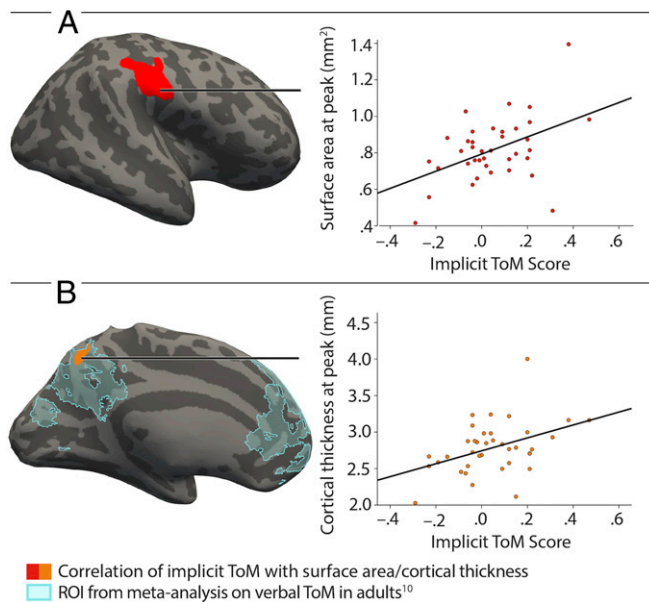 A
Surface area at peak (mm²)
1.4
1.2
1.0
.8
.6
.4
-.4 -.2 .0 .2 .4 .6
Implicit ToM Score
B
Cortical thickness at peak (mm)
4.5
4.0
3.5
3.0
2.5
2.0
-.4 -.2 .0 .2 .4 .6
Implicit ToM Score
Correlation of implicit ToM with surface area/cortical thickness
ROI from meta-analysis on verbal ToM in adults¹⁰